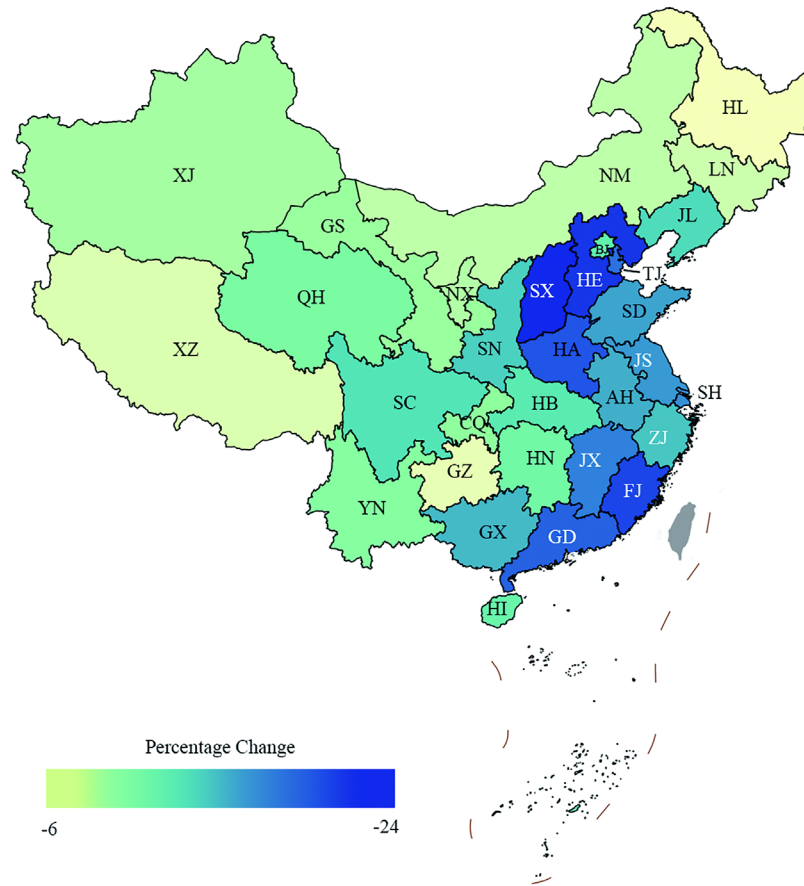 HL
LN
NM
XJ
JL
GS
BJ
TJ
HE
SX
NX
QH
SD
XZ
SN
HA
JS
SH
SC
HB
AH
CQ
ZJ
HN
JX
GZ
FJ
YN
GX
GD
HI
Percentage Change
-6
-24